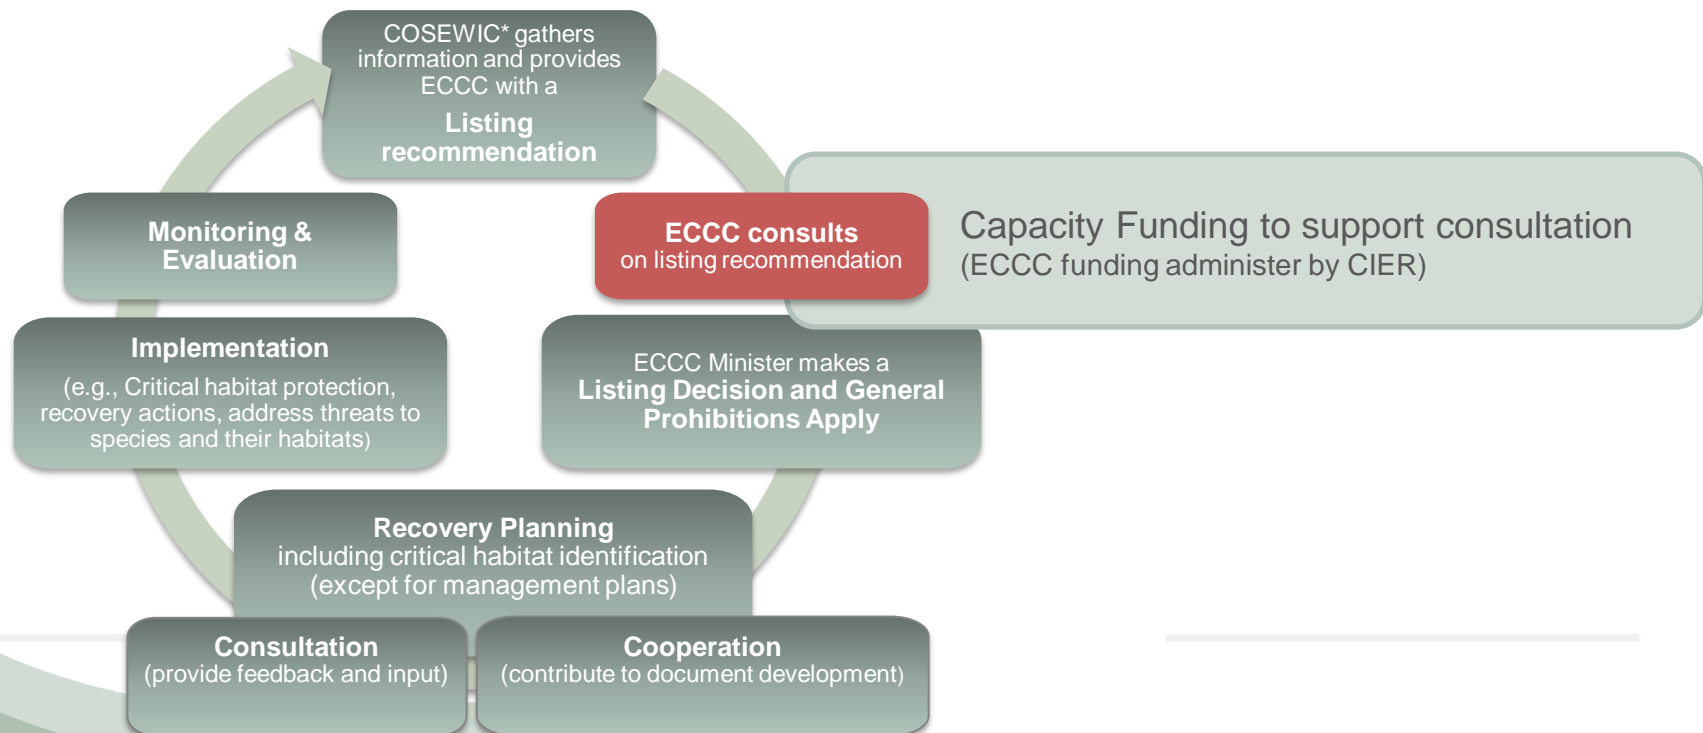 COSEWIC* gathers
information and provides
ECCC with a
Listing
recommendation
ECCC consults
on listing recommendation
Capacity Funding to support consultation
(ECCC funding administer by CIER)
ECCC Minister makes a
Listing Decision and General
Prohibitions Apply
Recovery Planning
including critical habitat identification
(except for management plans)
Consultation
(provide feedback and input)
Cooperation
(contribute to document development)
Implementation
(e.g., Critical habitat protection,
recovery actions, address threats to
species and their habitats)
Monitoring &
Evaluation